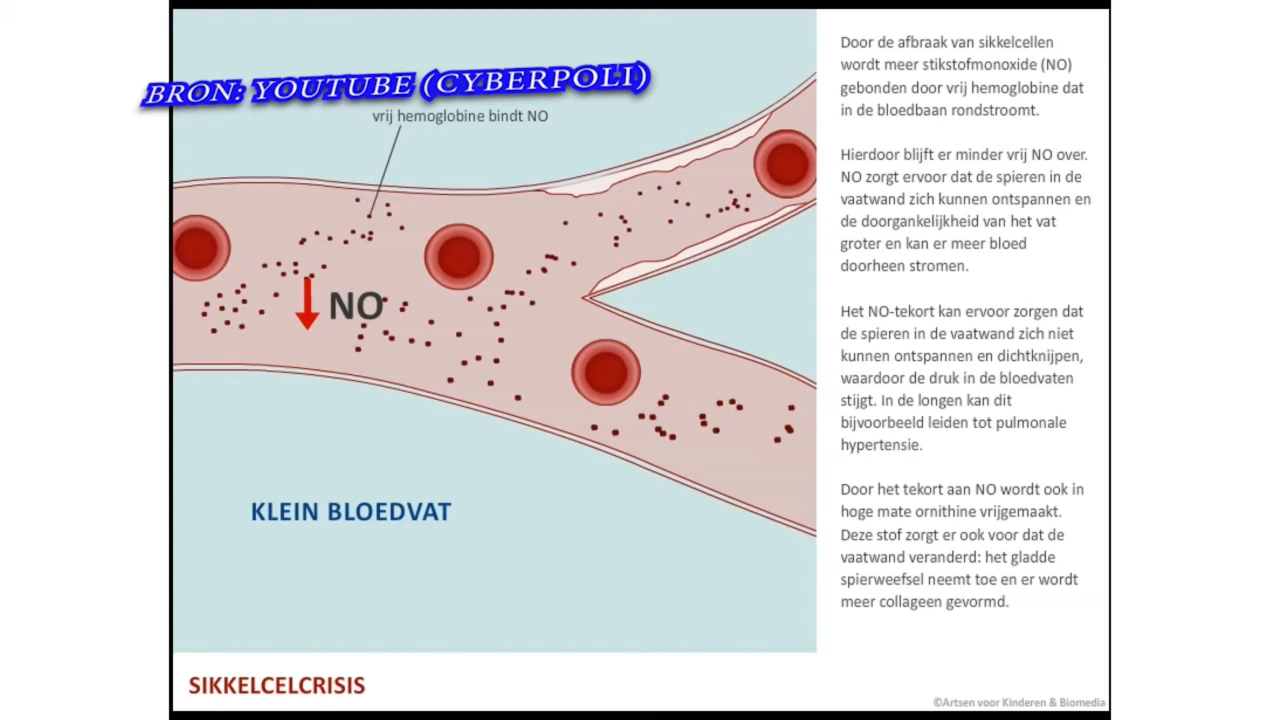 BRON: YOUTUBE (CYBERPOLI)
vrij hemoglobine bindt NO
NO
KLEIN BLOEDVAT
SIKKELCELCRISIS
Door de afbraak van sikkelcellen
wordt meer stikstofmonoxide (NO)
gebonden door vrij hemoglobine dat
in de bloedbaan rondstroomt.
Hierdoor blijft er minder vrij NO over.
NO zorgt ervoor dat de spieren in de
vaatwand zich kunnen ontspannen en
de doorgankelijkheid van het vat
groter en kan er meer bloed
doorheen stromen.
Het NO-tekort kan ervoor zorgen dat
de spieren in de vaatwand zich niet
kunnen ontspannen en dichtknijpen,
waardoor de druk in de bloedvaten
stijgt. In de longen kan dit
bijvoorbeeld leiden tot pulmonale
hypertensie.
Door het tekort aan NO wordt ook in
hoge mate ornithine vrijgemaakt.
Deze stof zorgt er ook voor dat de
vaatwand veranderd: het gladde
spierweefsel neemt toe en er wordt
meer collageen gevormd.
©Artsen voor Kinderen & Biomedia